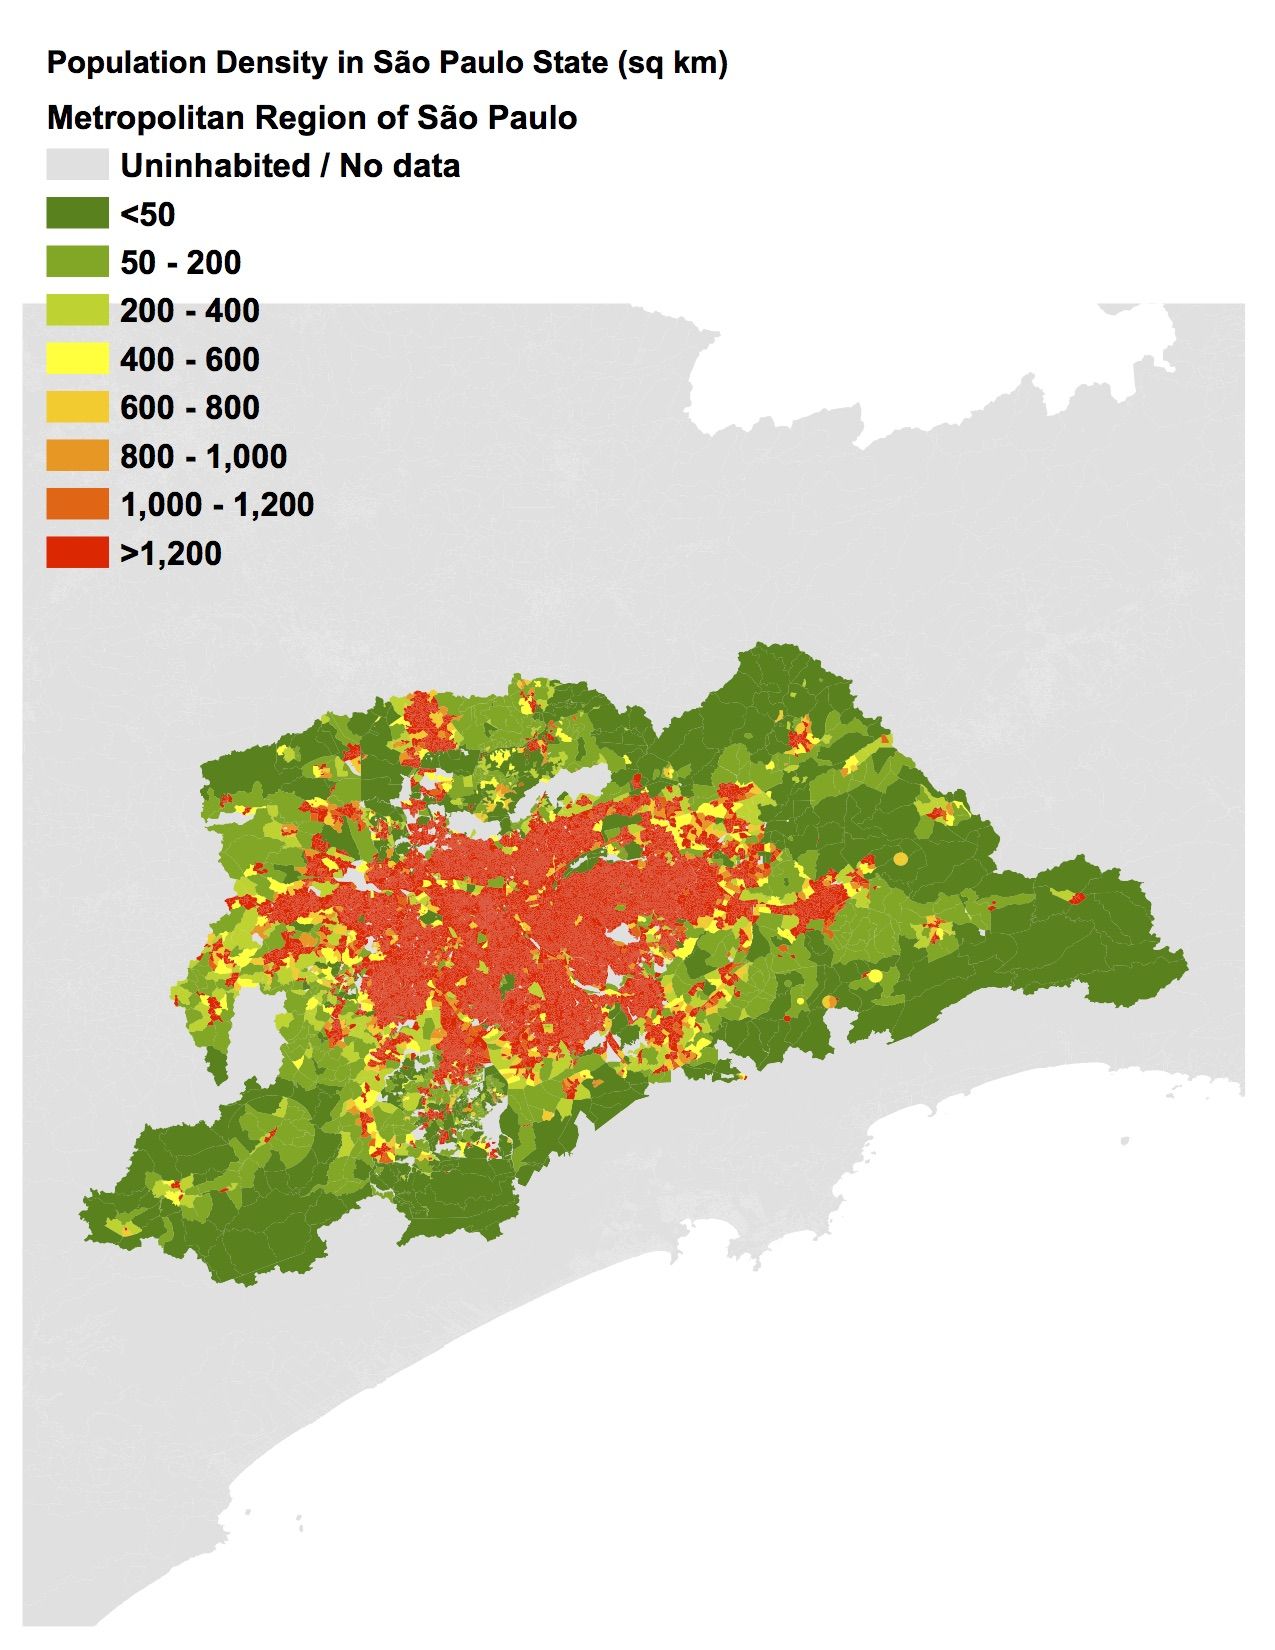 Population Density in São Paulo State (sq km)
Metropolitan Region of São Paulo
Uninhabited / No data
<50
50 - 200
200 - 400
400 - 600
600 - 800
800 - 1,000
1,000 - 1,200
>1,200